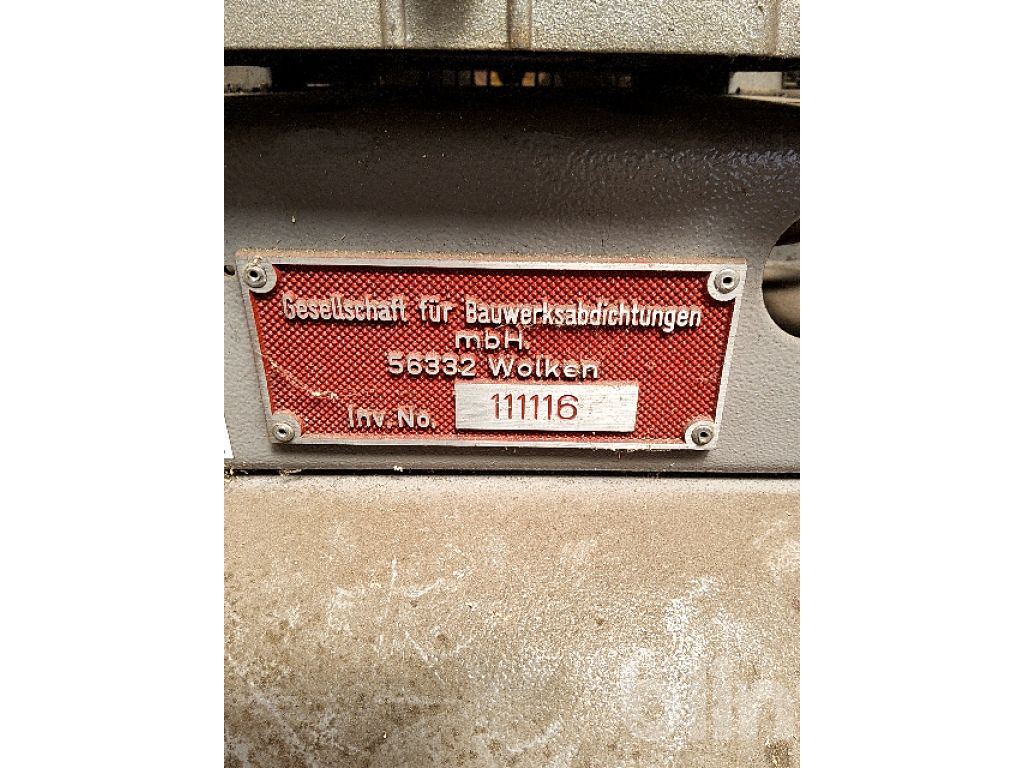 Gesellschaft für Bauwerksabdichtungen
mbH.
56332 Wolken
Inv. No. 111116